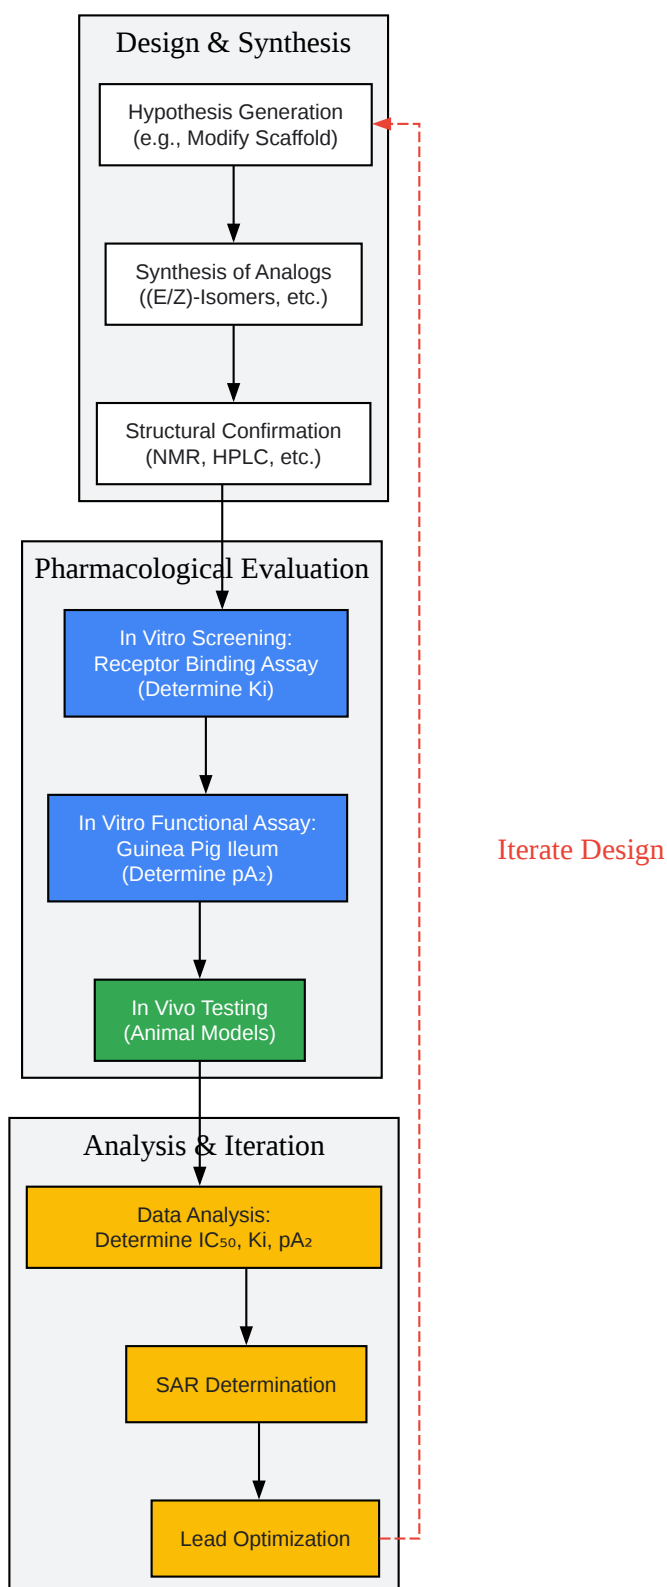 Design & Synthesis
Hypothesis Generation
(e.g., Modify Scaffold)
Synthesis of Analogs
((E/Z)-Isomers, etc.)
Structural Confirmation
(NMR, HPLC, etc.)
Pharmacological Evaluation
In Vitro Screening:
Receptor Binding Assay
(Determine Ki)
In Vitro Functional Assay:
Guinea Pig Ileum
(Determine pA₂)
Iterate Design
In Vivo Testing
(Animal Models)
Analysis & Iteration
Data Analysis:
Determine IC₅₀, Ki, pA₂
SAR Determination
Lead Optimization